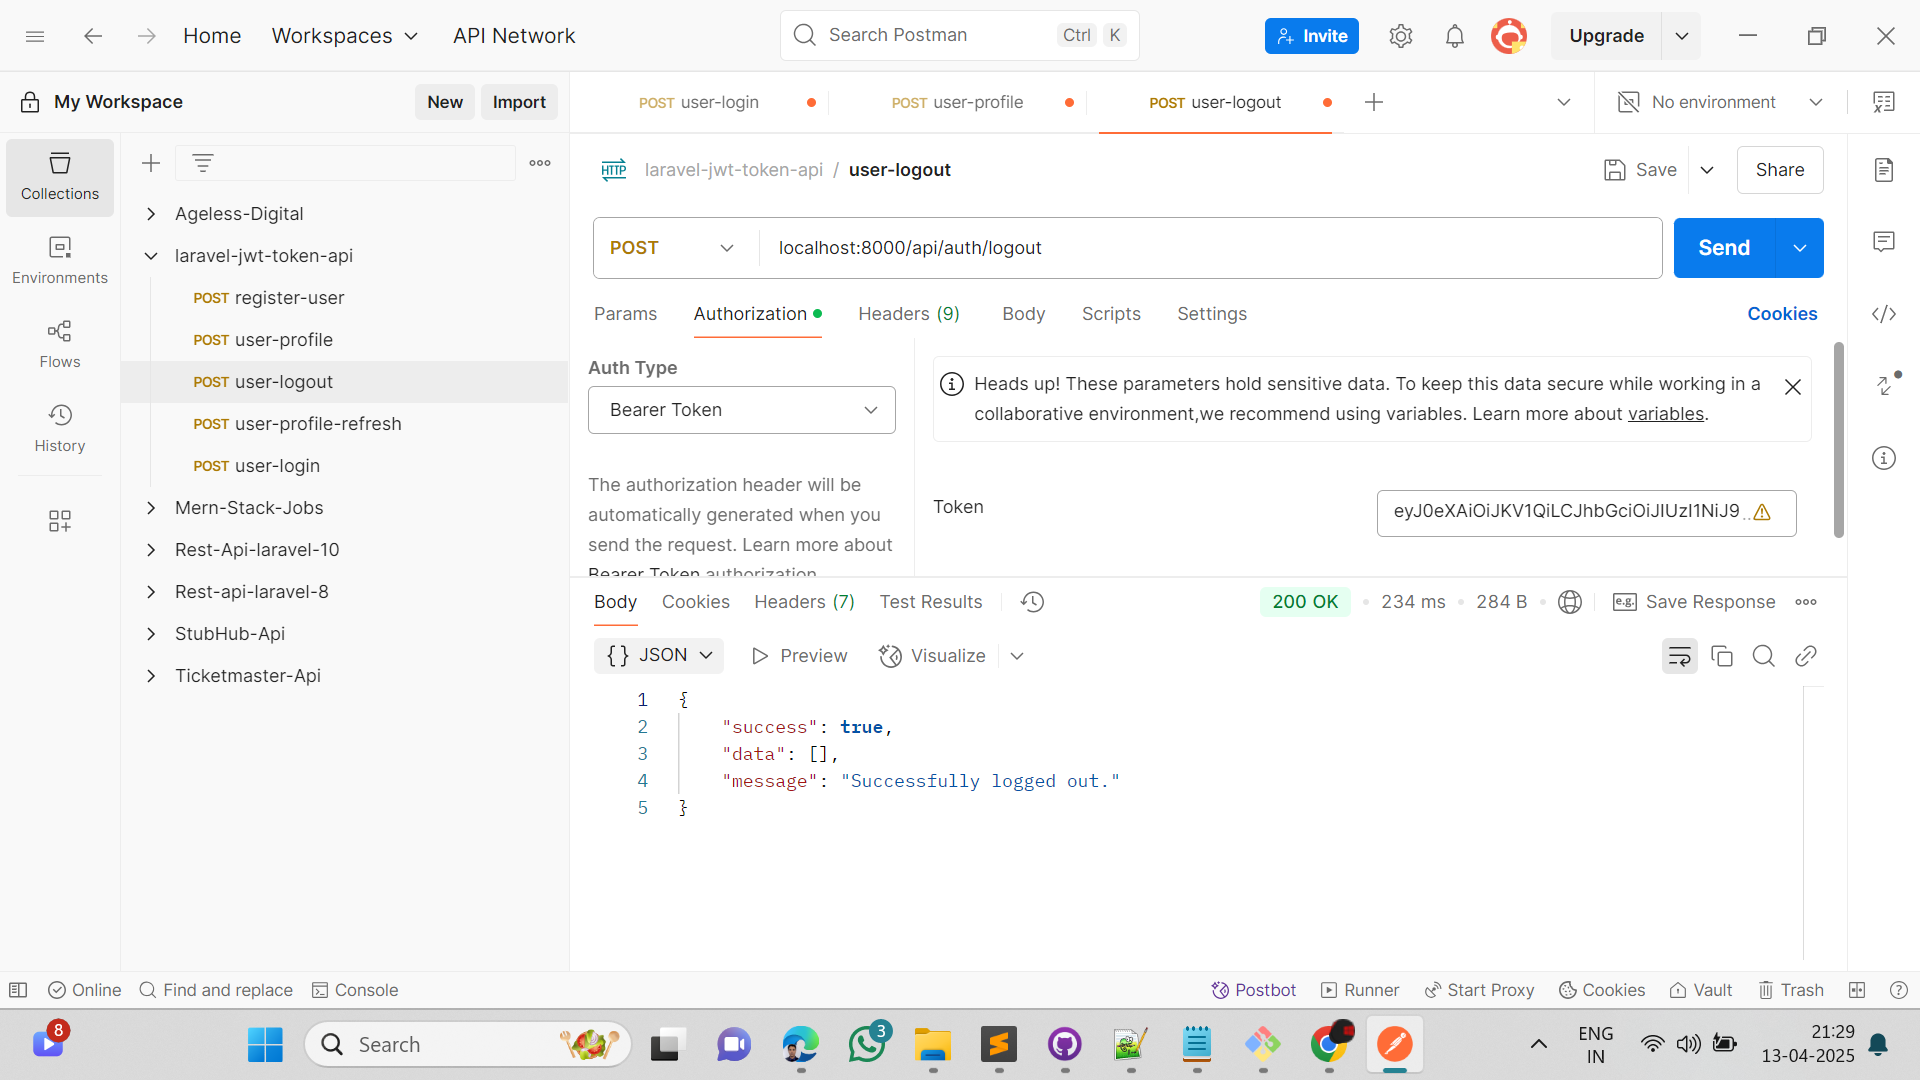 Home
Workspaces
API Network
Search Postman
Ctrl
K
Invite
Upgrade
My Workspace
New
Import
POST user-login
POST user-profile
POST user-logout
No environment
Collections
Environments
Flows
History
Ageless-Digital
laravel-jwt-token-api
POST register-user
POST user-profile
POST user-logout
POST user-profile-refresh
POST user-login
Mern-Stack-Jobs
Rest-Api-laravel-10
Rest-api-laravel-8
StubHub-Api
Ticketmaster-Api
HTTP
laravel-jwt-token-api / user-logout
Save
Share
POST
localhost:8000/api/auth/logout
Send
Params
Authorization
Headers (9)
Body
Scripts
Settings
Cookies
Auth Type
Bearer Token
The authorization header will be
automatically generated when you
send the request. Learn more about
Bearer Token authorization.
Heads up! These parameters hold sensitive data. To keep this data secure while working in a
collaborative environment,we recommend using variables. Learn more about variables.
Token
eyJ0eXAiOiJKV1QiLCJhbGciOiJIUzI1NiJ9...
Body
Cookies
Headers (7)
Test Results
200 OK
234 ms
284 B
e.g.
Save Response
{} JSON
Preview
Visualize
1 {
2 "success": true,
3 "data": [],
4 "message": "Successfully logged out."
5 }
Online
Find and replace
Console
Postbot
Runner
Start Proxy
Cookies
Vault
Trash
8
Search
3
ENG
IN
21:29
13-04-2025